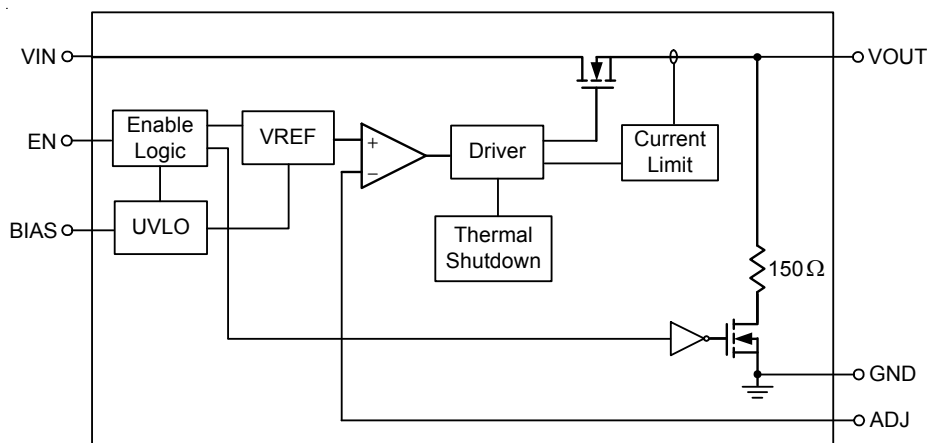 VIN
VOUT
EN
Enable
Logic
VREF
+
−
Driver
Current
Limit
BIAS
UVLO
Thermal
Shutdown
150Ω
GND
ADJ